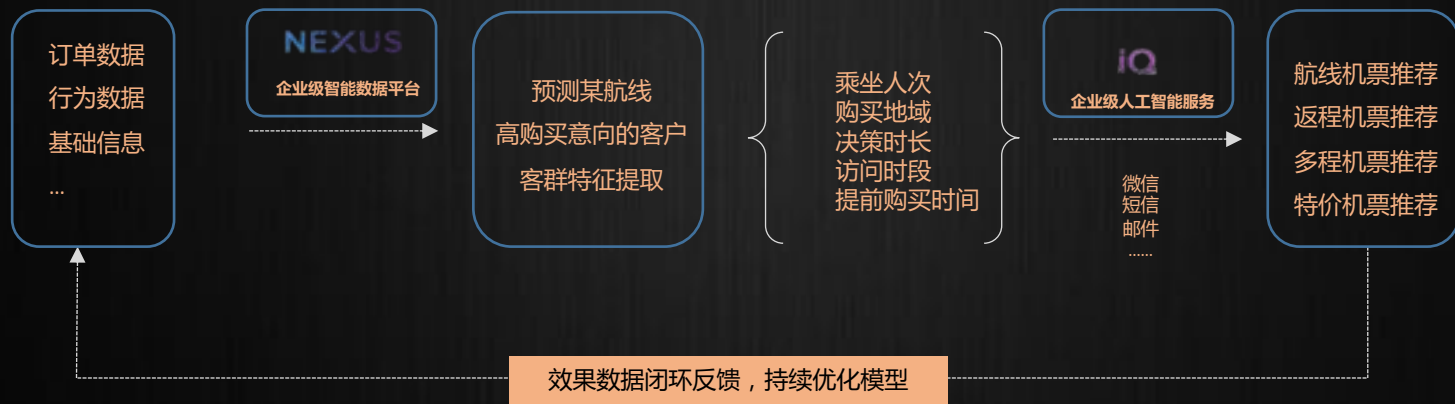 订单数据
行为数据
基础信息
...
NEXUS
企业级智能数据平台
预测某航线
高购买意向的客户
客群特征提取
乘坐人次
购买地域
决策时长
访问时段
提前购买时间
iQ
企业级人工智能服务
微信
短信
邮件
......
航线机票推荐
返程机票推荐
多程机票推荐
特价机票推荐
效果数据闭环反馈，持续优化模型